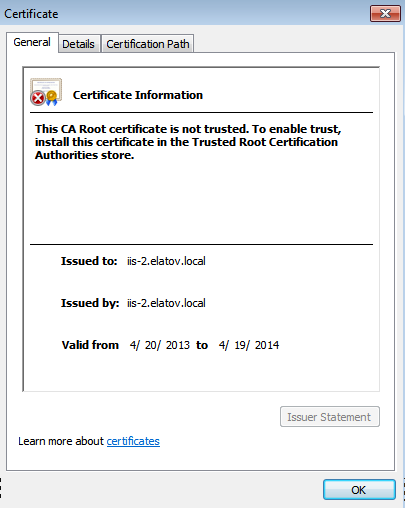 Certificate
General Details Certification Path
Certificate Information
This CA Root certificate is not trusted. To enable trust,
install this certificate in the Trusted Root Certification
Authorities store.
Issued to: iis-2.elatov.local
Issued by: iis-2.elatov.local
Valid from 4/ 20/ 2013 to 4/ 19/ 2014
Issuer Statement
Learn more about certificates
OK